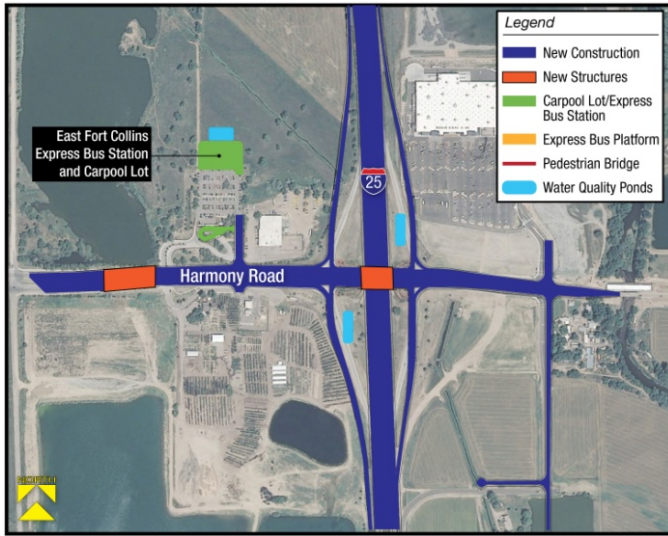 Legend
New Construction
New Structures
Carpool Lot/Express
Bus Station
Express Bus Platform
Pedestrian Bridge
Water Quality Ponds
East Fort Collins
Express Bus Station
and Carpool Lot
25
Harmony Road
NORTH